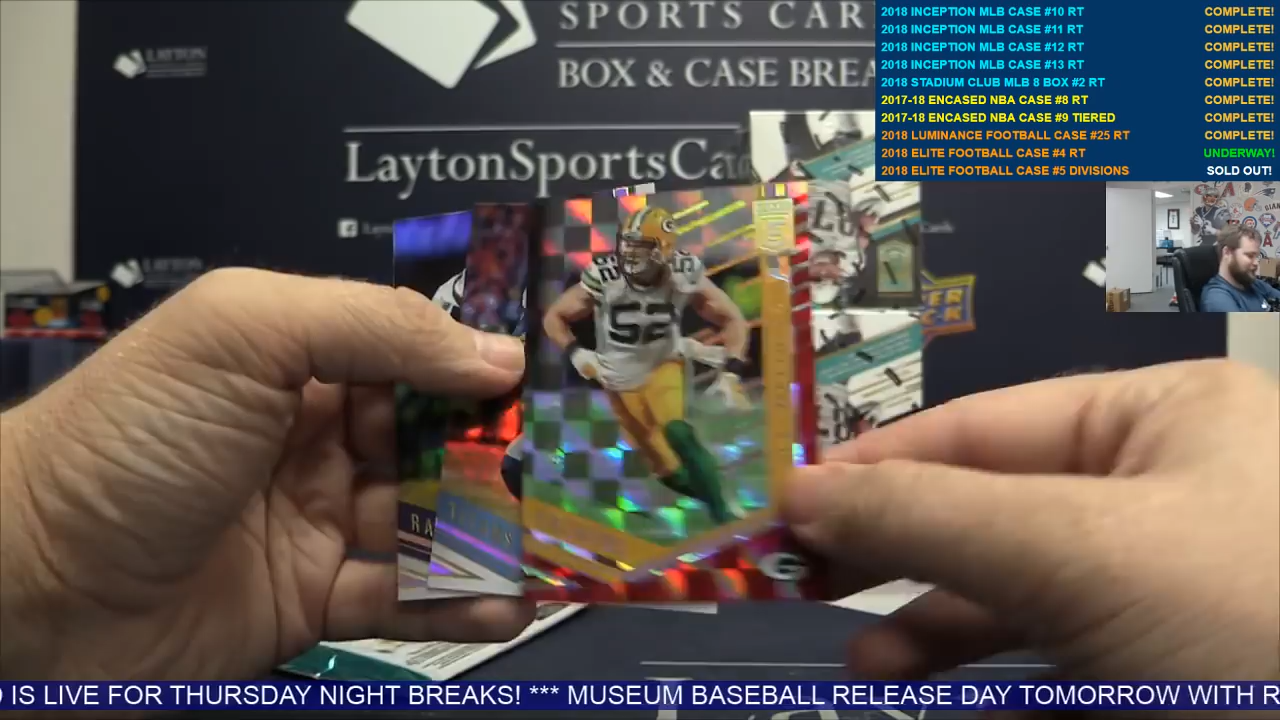 SPORTS CAR
BOX & CASE BREA
LAYTON
LaytonSportsCa
2018 INCEPTION MLB CASE #10 RT COMPLETE!
2018 INCEPTION MLB CASE #11 RT COMPLETE!
2018 INCEPTION MLB CASE #12 RT COMPLETE!
2018 INCEPTION MLB CASE #13 RT COMPLETE!
2018 STADIUM CLUB MLB 8 BOX #2 RT COMPLETE!
2017-18 ENCASED NBA CASE #8 RT COMPLETE!
2017-18 ENCASED NBA CASE #9 TIERED COMPLETE!
2018 LUMINANCE FOOTBALL CASE #25 RT COMPLETE!
2018 ELITE FOOTBALL CASE #4 RT UNDERWAY!
2018 ELITE FOOTBALL CASE #5 DIVISIONS SOLD OUT!
52 52
52
G
RA
O IS LIVE FOR THURSDAY NIGHT BREAKS! *** MUSEUM BASEBALL RELEASE DAY TOMORROW WITH R